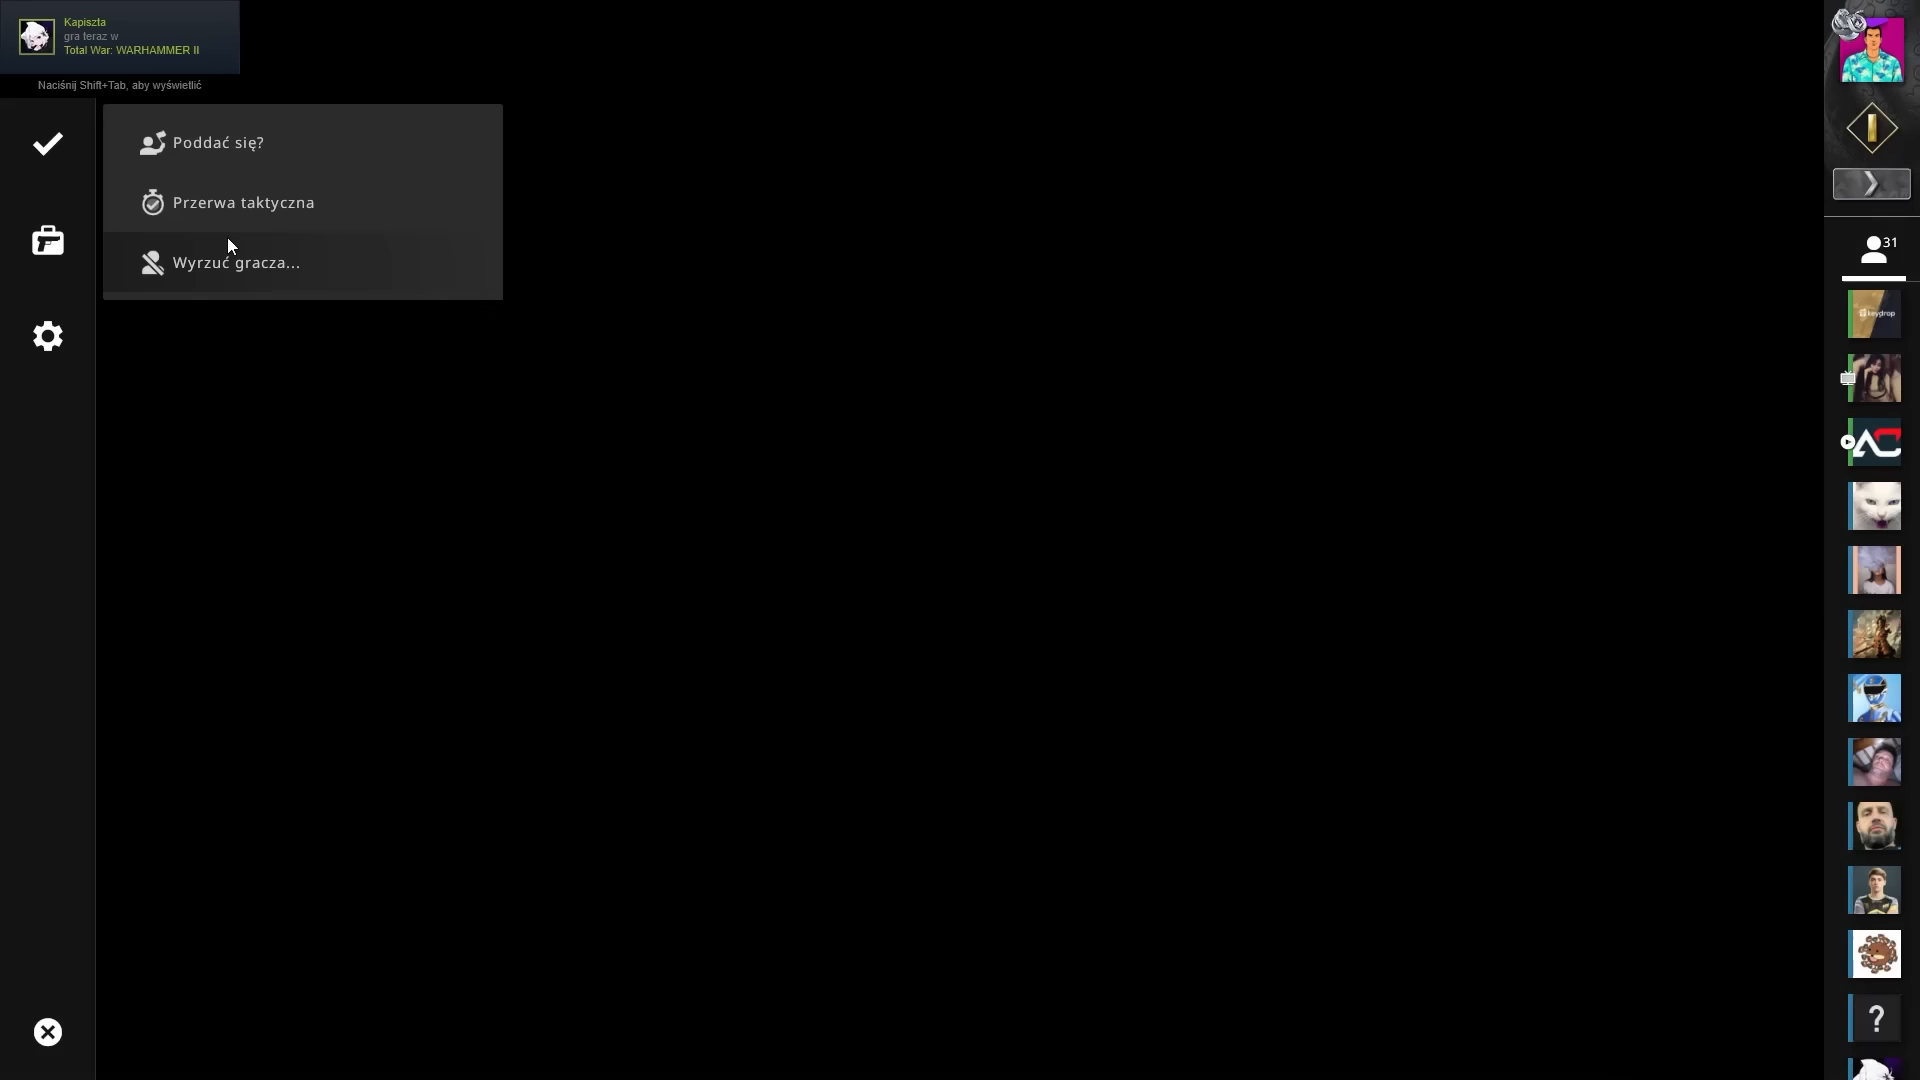 Kapiszta
gra teraz w
Total War: WARHAMMER II
Naciśnij Shift+Tab, aby wyświetlić
Poddać się?
Przerwa taktyczna
Wyrzuć gracza...
31
keydrop
?